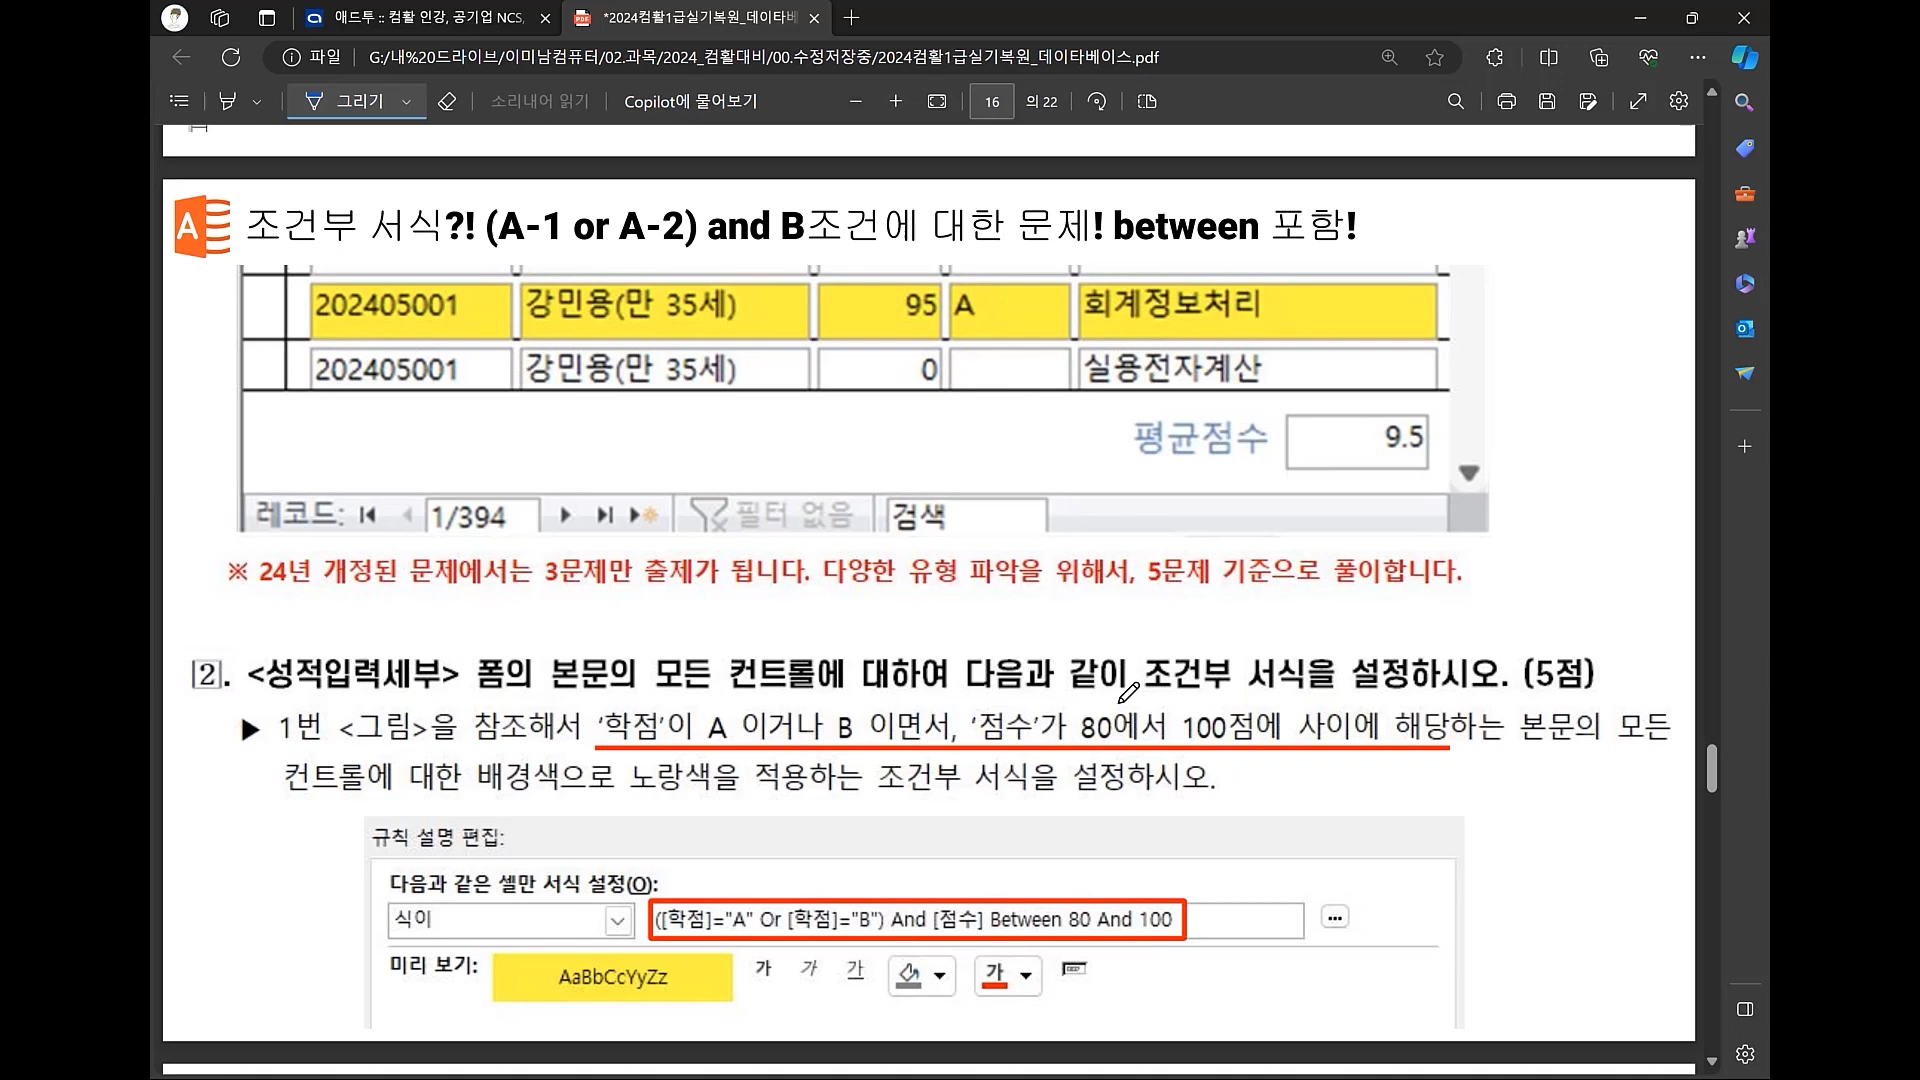 애드투 :: 컴활 인강, 공기업 NCS,
*2024컴활1급실기복원_데이타베
파일
G:/내%20드라이브/이미남컴퓨터/02.과목/2024_컴활대비/00.수정저장중/2024컴활1급실기복원_데이타베이스.pdf
그리기
소리내어 읽기
Copilot에 물어보기
16 의 22
조건부 서식?! (A-1 or A-2) and B조건에 대한 문제! between 포함!
202405001 강민용(만 35세) 95 A 회계정보처리
202405001 강민용(만 35세) 0 실용전자계산
평균점수 9.5
레코드: 1/394 필터 없음 검색
※ 24년 개정된 문제에서는 3문제만 출제가 됩니다. 다양한 유형 파악을 위해서, 5문제 기준으로 풀이합니다.
2. <성적입력세부> 폼의 본문의 모든 컨트롤에 대하여 다음과 같이 조건부 서식을 설정하시오. (5점)
▶ 1번 <그림>을 참조해서 '학점'이 A 이거나 B 이면서, '점수'가 80에서 100점에 사이에 해당하는 본문의 모든
컨트롤에 대한 배경색으로 노랑색을 적용하는 조건부 서식을 설정하시오.
규칙 설명 편집:
다음과 같은 셀만 서식 설정(O):
식이 ([학점]="A" Or [학점]="B") And [점수] Between 80 And 100 ...
미리 보기: AaBbCcYyZz 가 가 가 가